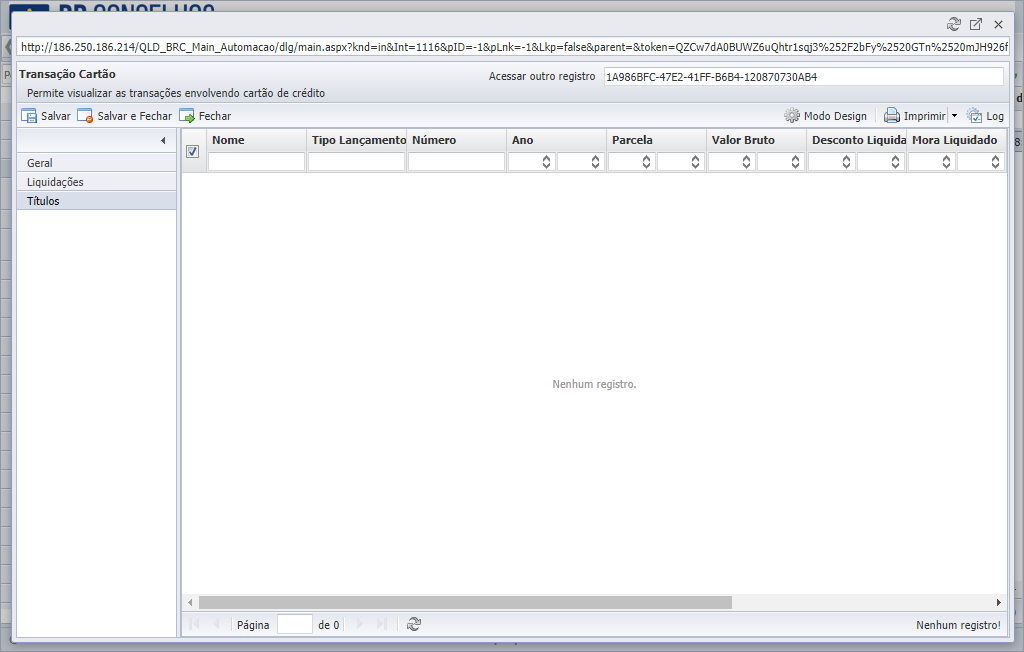 http://186.250.186.214/QLD_BRC_Main_Automacao/dlg/main.aspx?knd=in&Int=1116&pID=-1&pLnk=-1&Lkp=false&parent=&token=QZCw7dA0BUWZ6uQhtr1sqj3%252F2bFy%2520GTn%2520mJH926f
Transação Cartão
Acessar outro registro 1A986BFC-47E2-41FF-B6B4-120870730AB4
Permite visualizar as transações envolvendo cartão de crédito
Salvar Salvar e Fechar Fechar Modo Design Imprimir Log
Nome Tipo Lançamento Número Ano Parcela Valor Bruto Desconto Liquida Mora Liquidado
Geral
Liquidações
Títulos
Nenhum registro.
Página de 0 Nenhum registro!